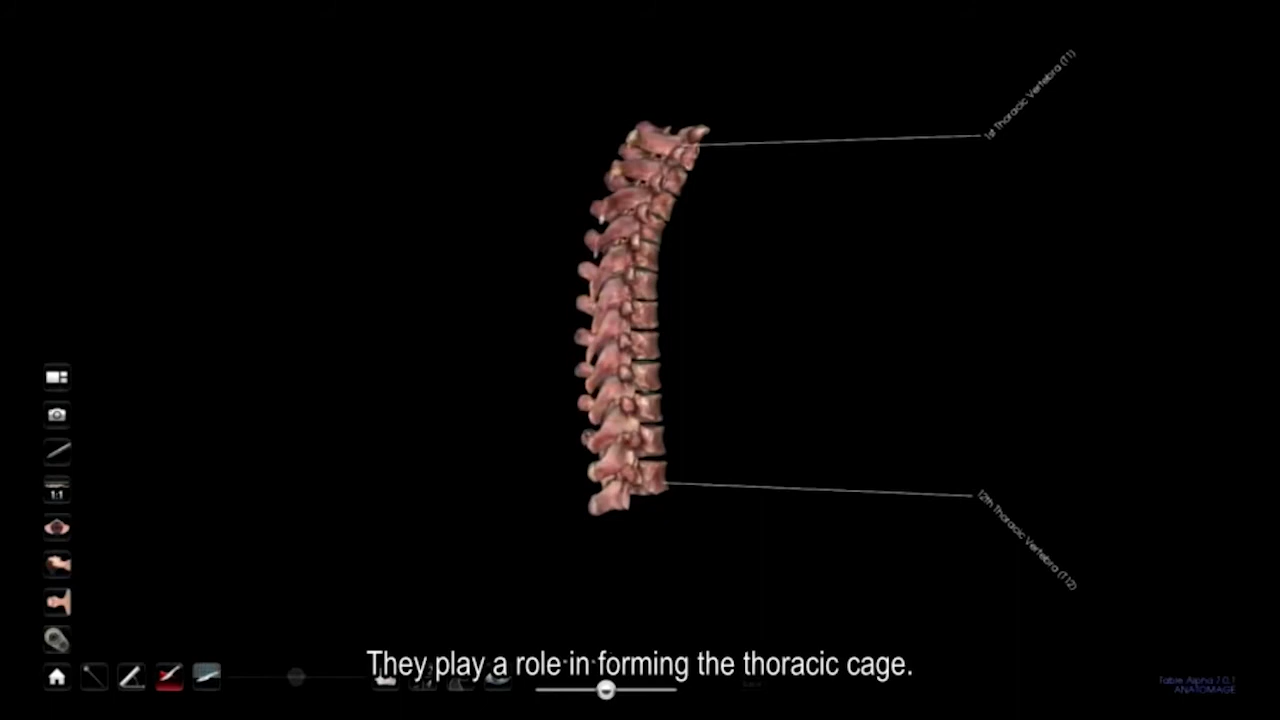 1st Thoracic Vertebra (T1)
12th Thoracic Vertebra (T12)
1:1
They play a role in forming the thoracic cage.
ANATOMAGE